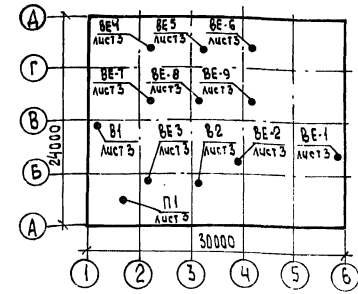 Д
ВЕ4 ВЕ5 ВЕ-6
лист 3 лист 3 лист 3
Г
ВЕ-7 ВЕ-8 ВЕ-9
лист 3 лист 3 лист 3
В
В1 ВЕ3 В2 ВЕ-2 ВЕ-1
лист 3 лист 3 лист 3 лист 3 лист 3
24000
Б
П1
лист 3
А
30000
1 2 3 4 5 6